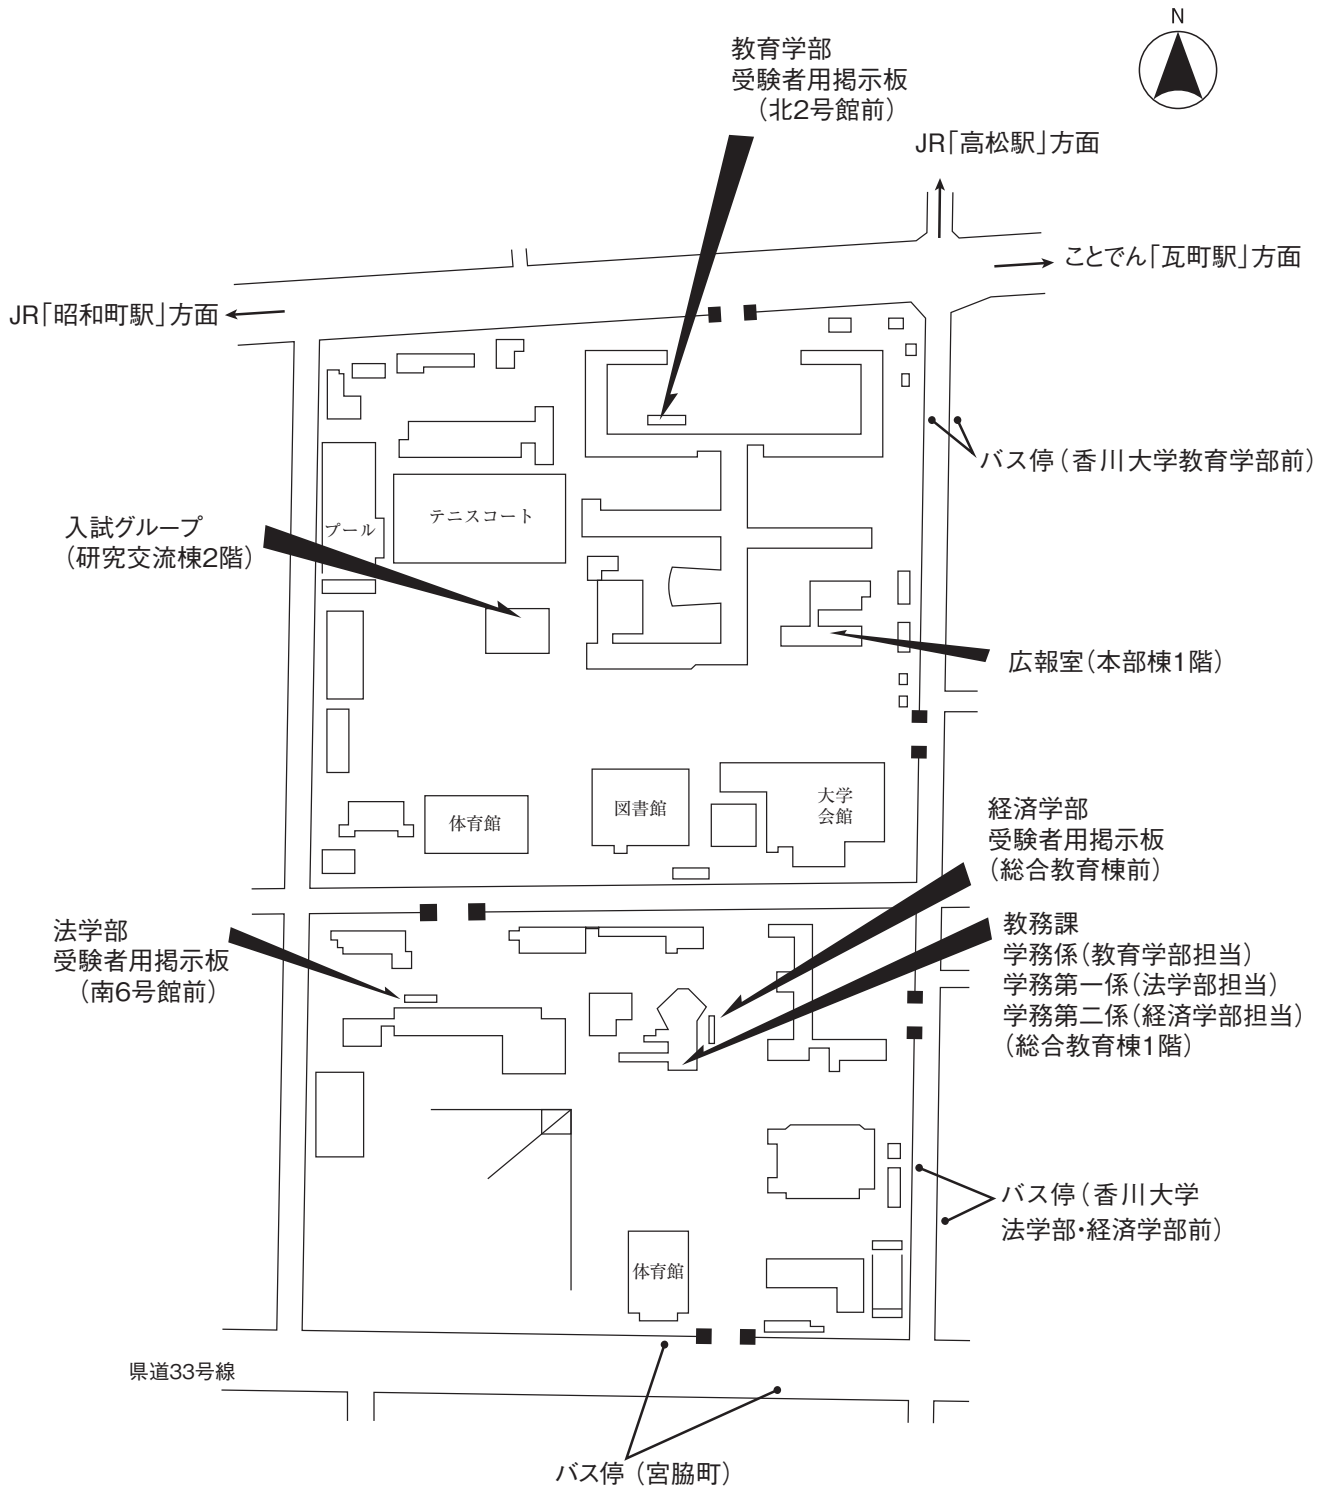 N
教育学部
受験者用掲示板
（北2号館前）
JR「高松駅」方面
ことでん「瓦町駅」方面
JR「昭和町駅」方面
バス停（香川大学教育学部前）
入試グループ
（研究交流棟2階）
プール
テニスコート
広報室（本部棟1階）
体育館
図書館
大学
会館
経済学部
受験者用掲示板
（総合教育棟前）
法学部
受験者用掲示板
（南6号館前）
教務課
学務係（教育学部担当）
学務第一係（法学部担当）
学務第二係（経済学部担当）
（総合教育棟1階）
バス停（香川大学
法学部・経済学部前）
体育館
県道33号線
バス停（宮脇町）